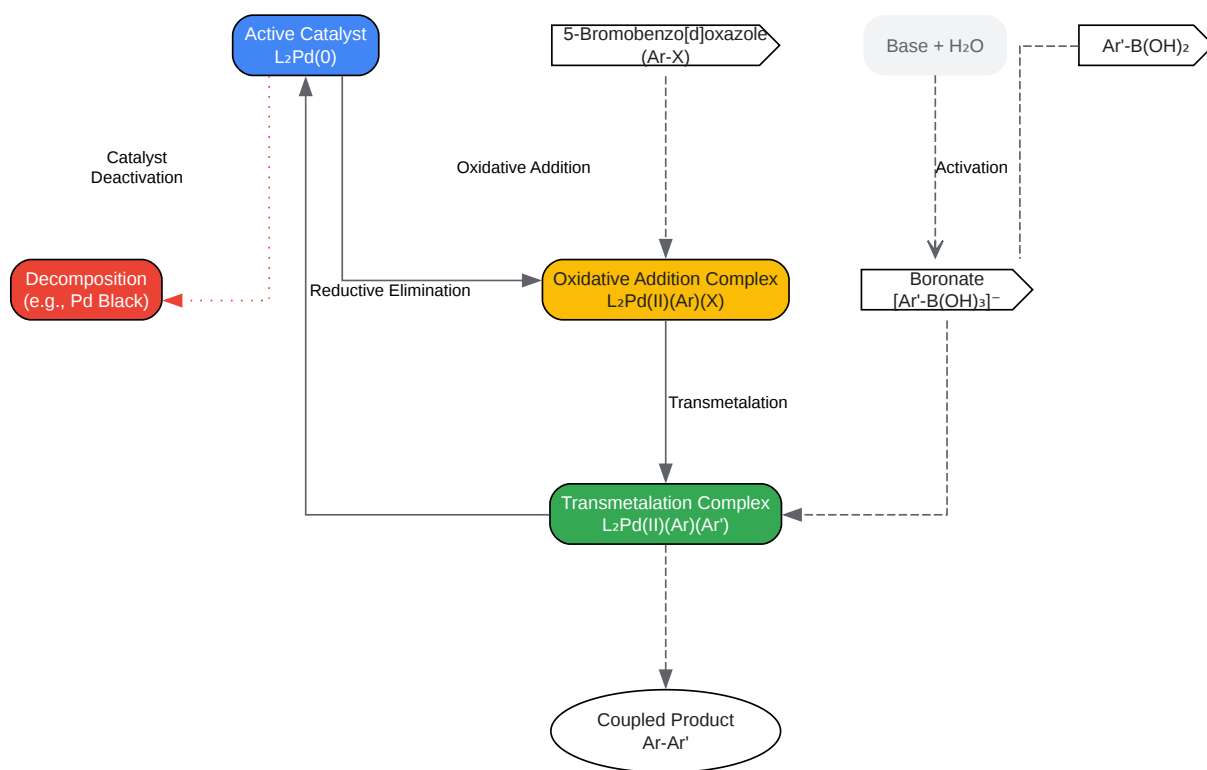 Active Catalyst
L₂Pd(0)
5-Bromobenzo[d]oxazole
(Ar-X)
Base + H₂O
Ar'-B(OH)₂
Catalyst
Deactivation
Oxidative Addition
Activation
Decomposition
(e.g., Pd Black)
Reductive Elimination
Oxidative Addition Complex
L₂Pd(II)(Ar)(X)
Boronate
[Ar'-B(OH)₃]⁻
Transmetalation
Transmetalation Complex
L₂Pd(II)(Ar)(Ar')
Coupled Product
Ar-Ar'